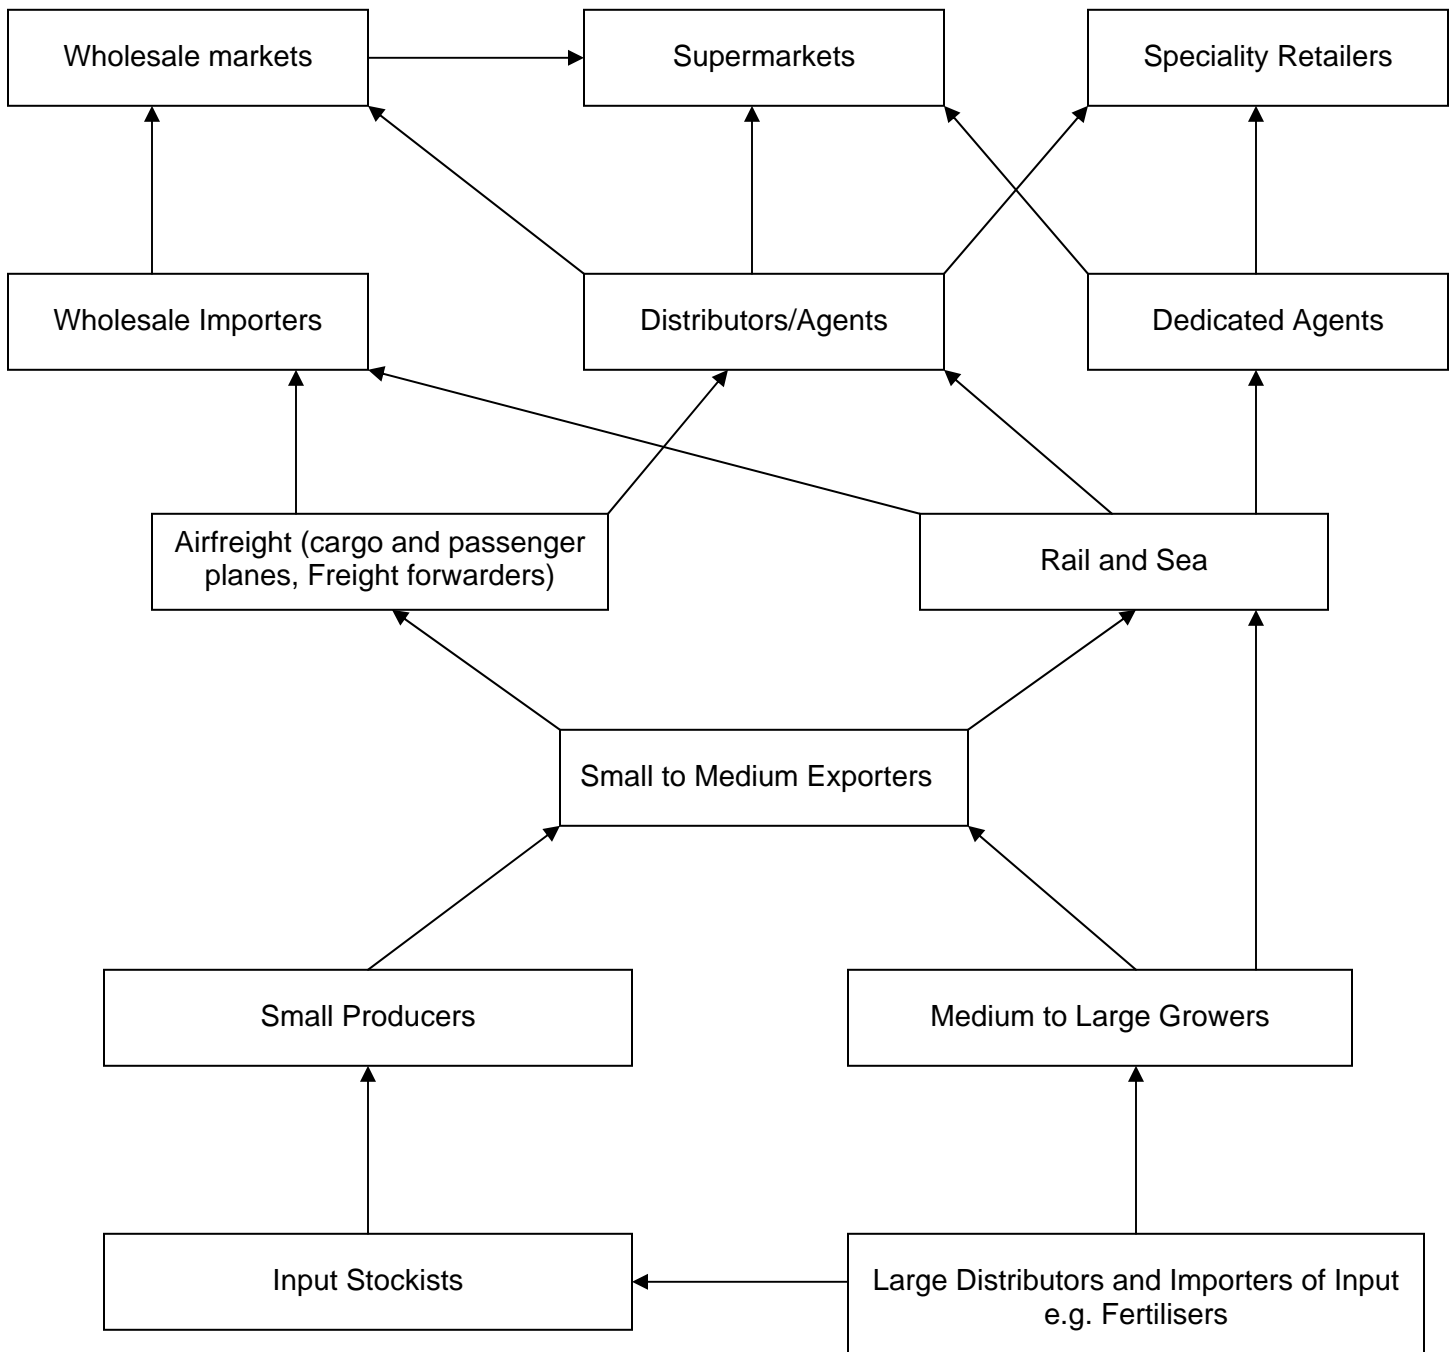 Wholesale markets
Supermarkets
Speciality Retailers
Wholesale Importers
Distributors/Agents
Dedicated Agents
Airfreight (cargo and passenger
planes, Freight forwarders)
Rail and Sea
Small to Medium Exporters
Small Producers
Medium to Large Growers
Input Stockists
Large Distributors and Importers of Input
e.g. Fertilisers